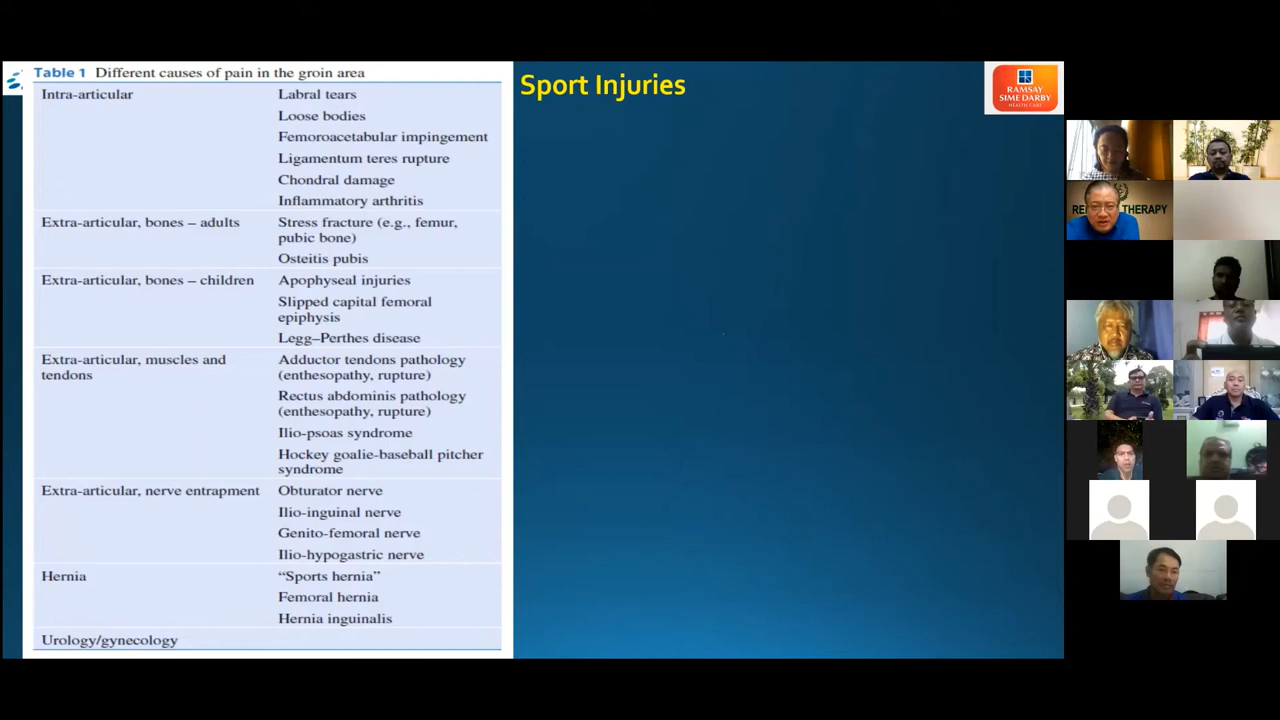 Table 1 Different causes of pain in the groin area
Intra-articular Labral tears
Loose bodies
Femoroacetabular impingement
Ligamentum teres rupture
Chondral damage
Inflammatory arthritis
Extra-articular, bones – adults Stress fracture (e.g., femur,
pubic bone)
Osteitis pubis
Extra-articular, bones – children Apophyseal injuries
Slipped capital femoral
epiphysis
Legg–Perthes disease
Extra-articular, muscles and
tendons
Adductor tendons pathology
(enthesopathy, rupture)
Rectus abdominis pathology
(enthesopathy, rupture)
Ilio-psoas syndrome
Hockey goalie-baseball pitcher
syndrome
Extra-articular, nerve entrapment Obturator nerve
Ilio-inguinal nerve
Genito-femoral nerve
Ilio-hypogastric nerve
Hernia “Sports hernia”
Femoral hernia
Hernia inguinalis
Urology/gynecology
Sport Injuries
RAMSAY
SIME DARBY
HEALTH CARE
THERAPY